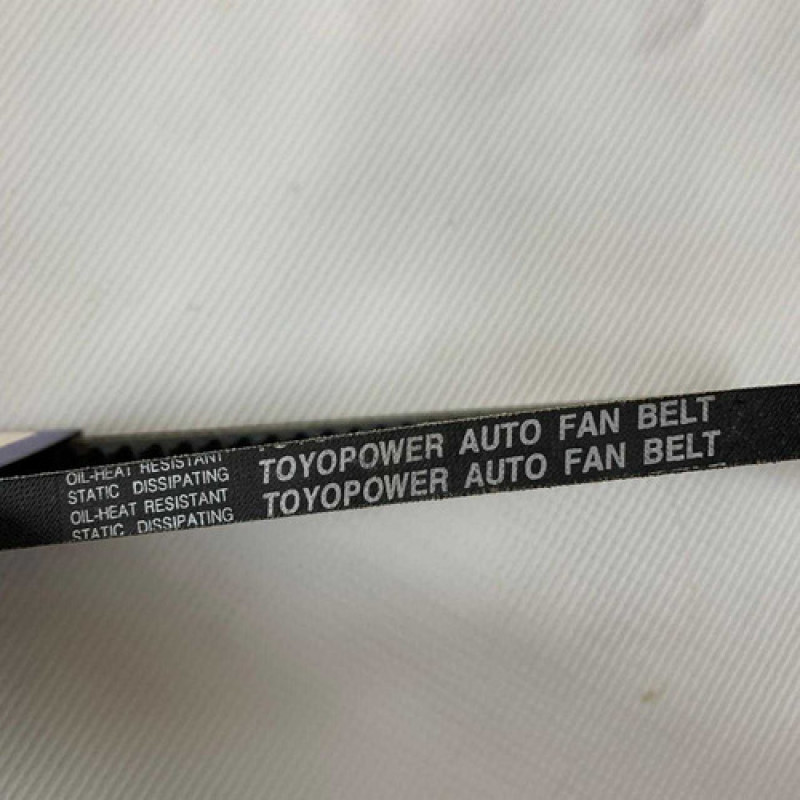 OIL-HEAT RESISTANT
STATIC DISSIPATING
OIL-HEAT RESISTANT
STATIC DISSIPATING
TOYOPOWER AUTO FAN BELT
TOYOPOWER AUTO FAN BELT